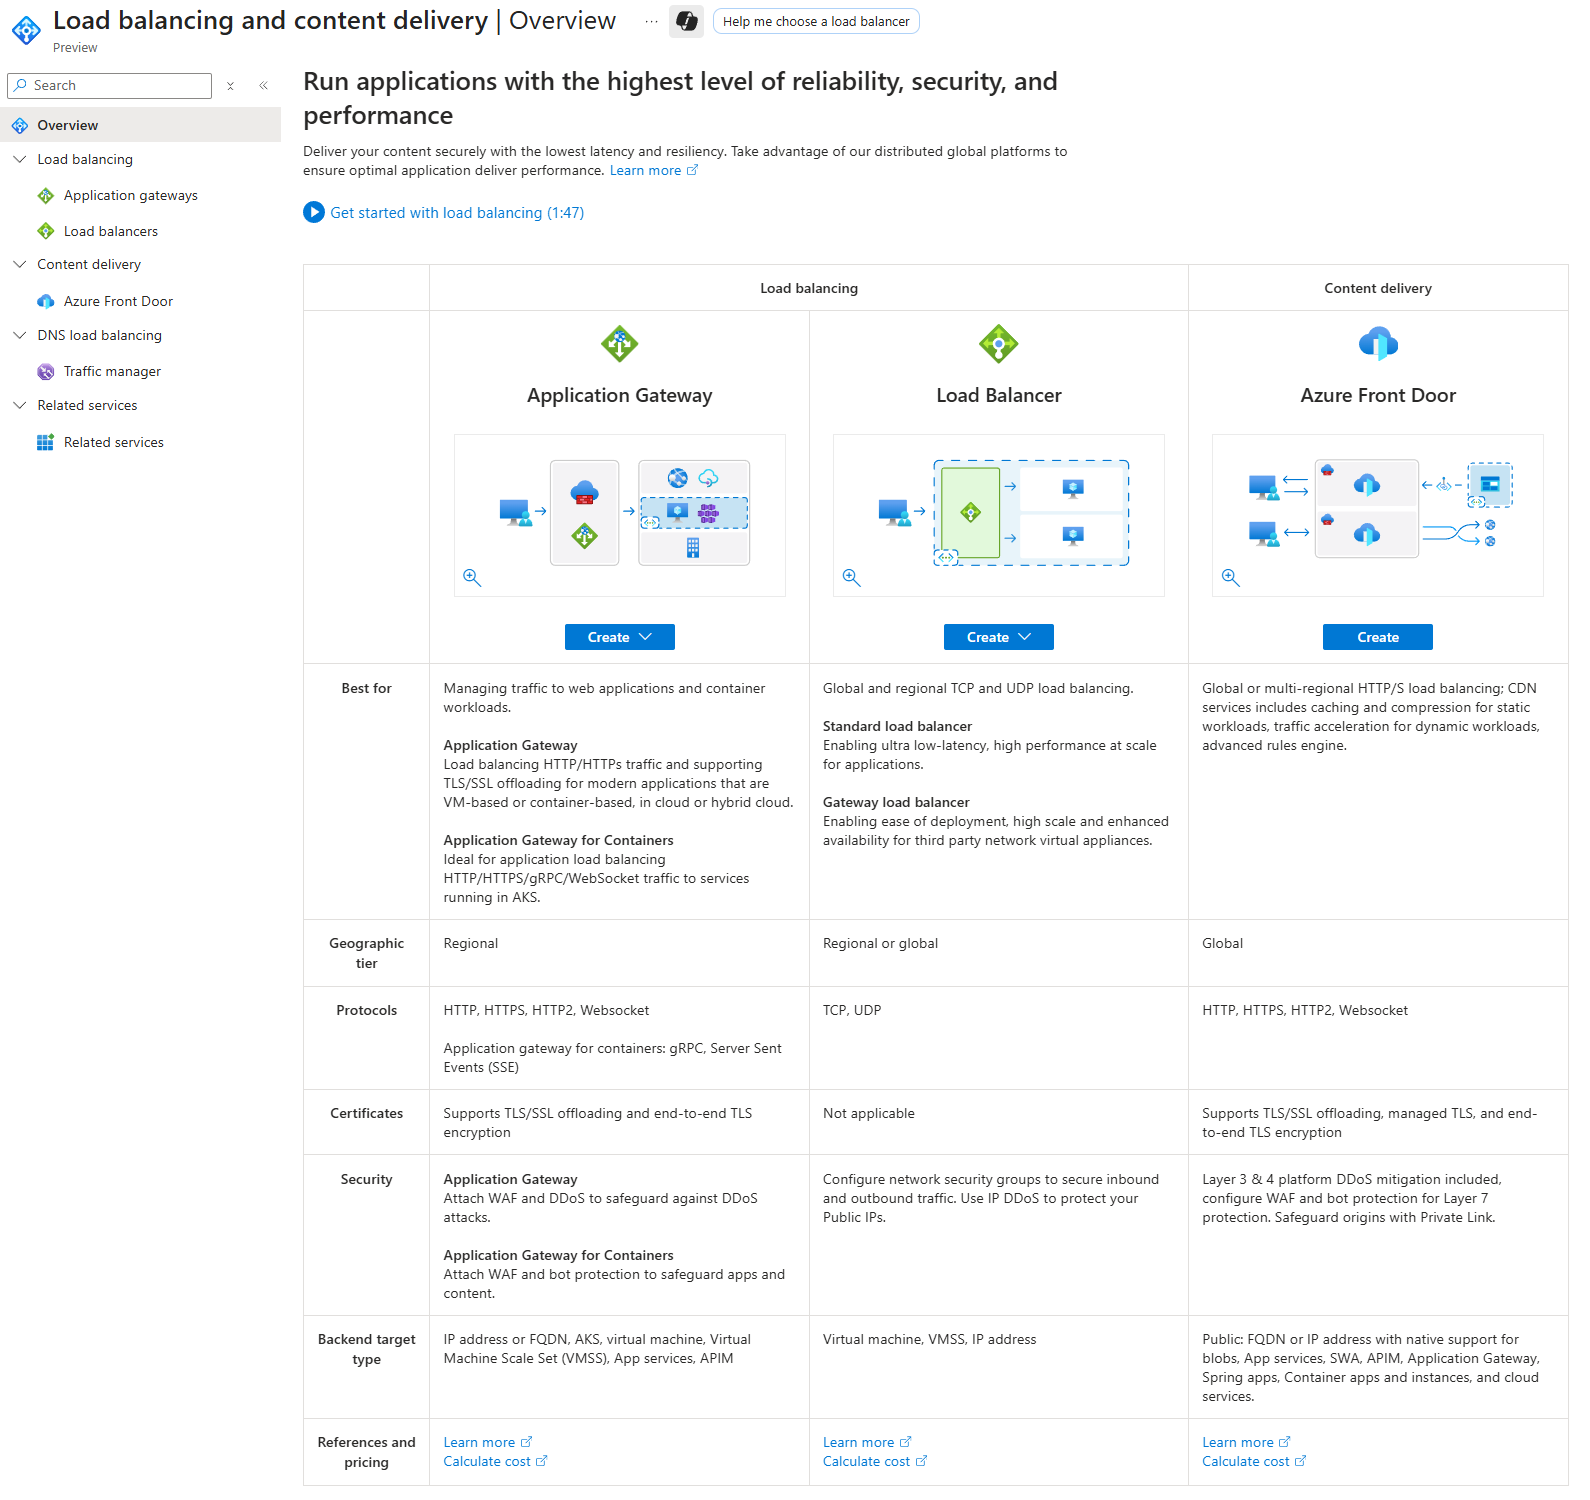 Load balancing and content delivery | Overview
...
Help me choose a load balancer
Preview
Search
Overview
Load balancing
Application gateways
Load balancers
Content delivery
Azure Front Door
DNS load balancing
Traffic manager
Related services
Related services
Run applications with the highest level of reliability, security, and
performance
Deliver your content securely with the lowest latency and resiliency. Take advantage of our distributed global platforms to
ensure optimal application deliver performance. Learn more
Get started with load balancing (1:47)
Load balancing
Content delivery
Application Gateway
Load Balancer
Azure Front Door
Create
Create
Create
Best for
Managing traffic to web applications and container
workloads.
Application Gateway
Load balancing HTTP/HTTPs traffic and supporting
TLS/SSL offloading for modern applications that are
VM-based or container-based, in cloud or hybrid cloud.
Application Gateway for Containers
Ideal for application load balancing
HTTP/HTTPS/gRPC/WebSocket traffic to services
running in AKS.
Global and regional TCP and UDP load balancing.
Standard load balancer
Enabling ultra low-latency, high performance at scale
for applications.
Gateway load balancer
Enabling ease of deployment, high scale and enhanced
availability for third party network virtual appliances.
Global or multi-regional HTTP/S load balancing; CDN
services includes caching and compression for static
workloads, traffic acceleration for dynamic workloads,
advanced rules engine.
Geographic
tier
Regional
Regional or global
Global
Protocols
HTTP, HTTPS, HTTP2, Websocket
Application gateway for containers: gRPC, Server Sent
Events (SSE)
TCP, UDP
HTTP, HTTPS, HTTP2, Websocket
Certificates
Supports TLS/SSL offloading and end-to-end TLS
encryption
Not applicable
Supports TLS/SSL offloading, managed TLS, and end-
to-end TLS encryption
Security
Application Gateway
Attach WAF and DDoS to safeguard against DDoS
attacks.
Application Gateway for Containers
Attach WAF and bot protection to safeguard apps and
content.
Configure network security groups to secure inbound
and outbound traffic. Use IP DDoS to protect your
Public IPs.
Layer 3 & 4 platform DDoS mitigation included,
configure WAF and bot protection for Layer 7
protection. Safeguard origins with Private Link.
Backend target
type
IP address or FQDN, AKS, virtual machine, Virtual
Machine Scale Set (VMSS), App services, APIM
Virtual machine, VMSS, IP address
Public: FQDN or IP address with native support for
blobs, App services, SWA, APIM, Application Gateway,
Spring apps, Container apps and instances, and cloud
services.
References and
pricing
Learn more
Calculate cost
Learn more
Calculate cost
Learn more
Calculate cost